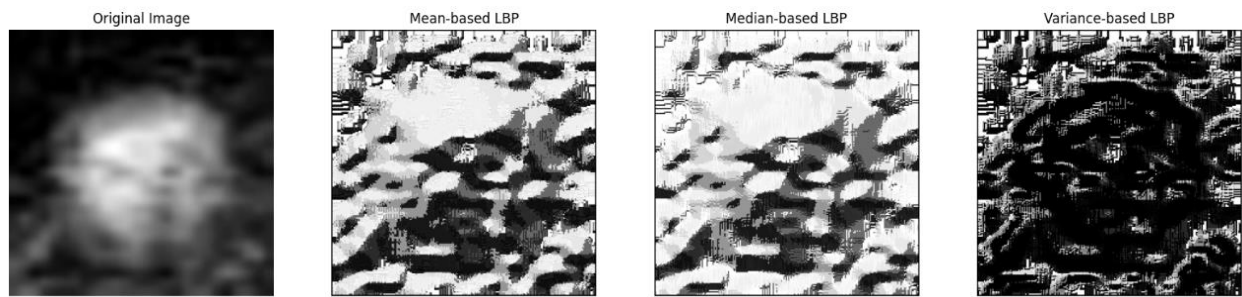 Original Image
Mean-based LBP
Median-based LBP
Variance-based LBP